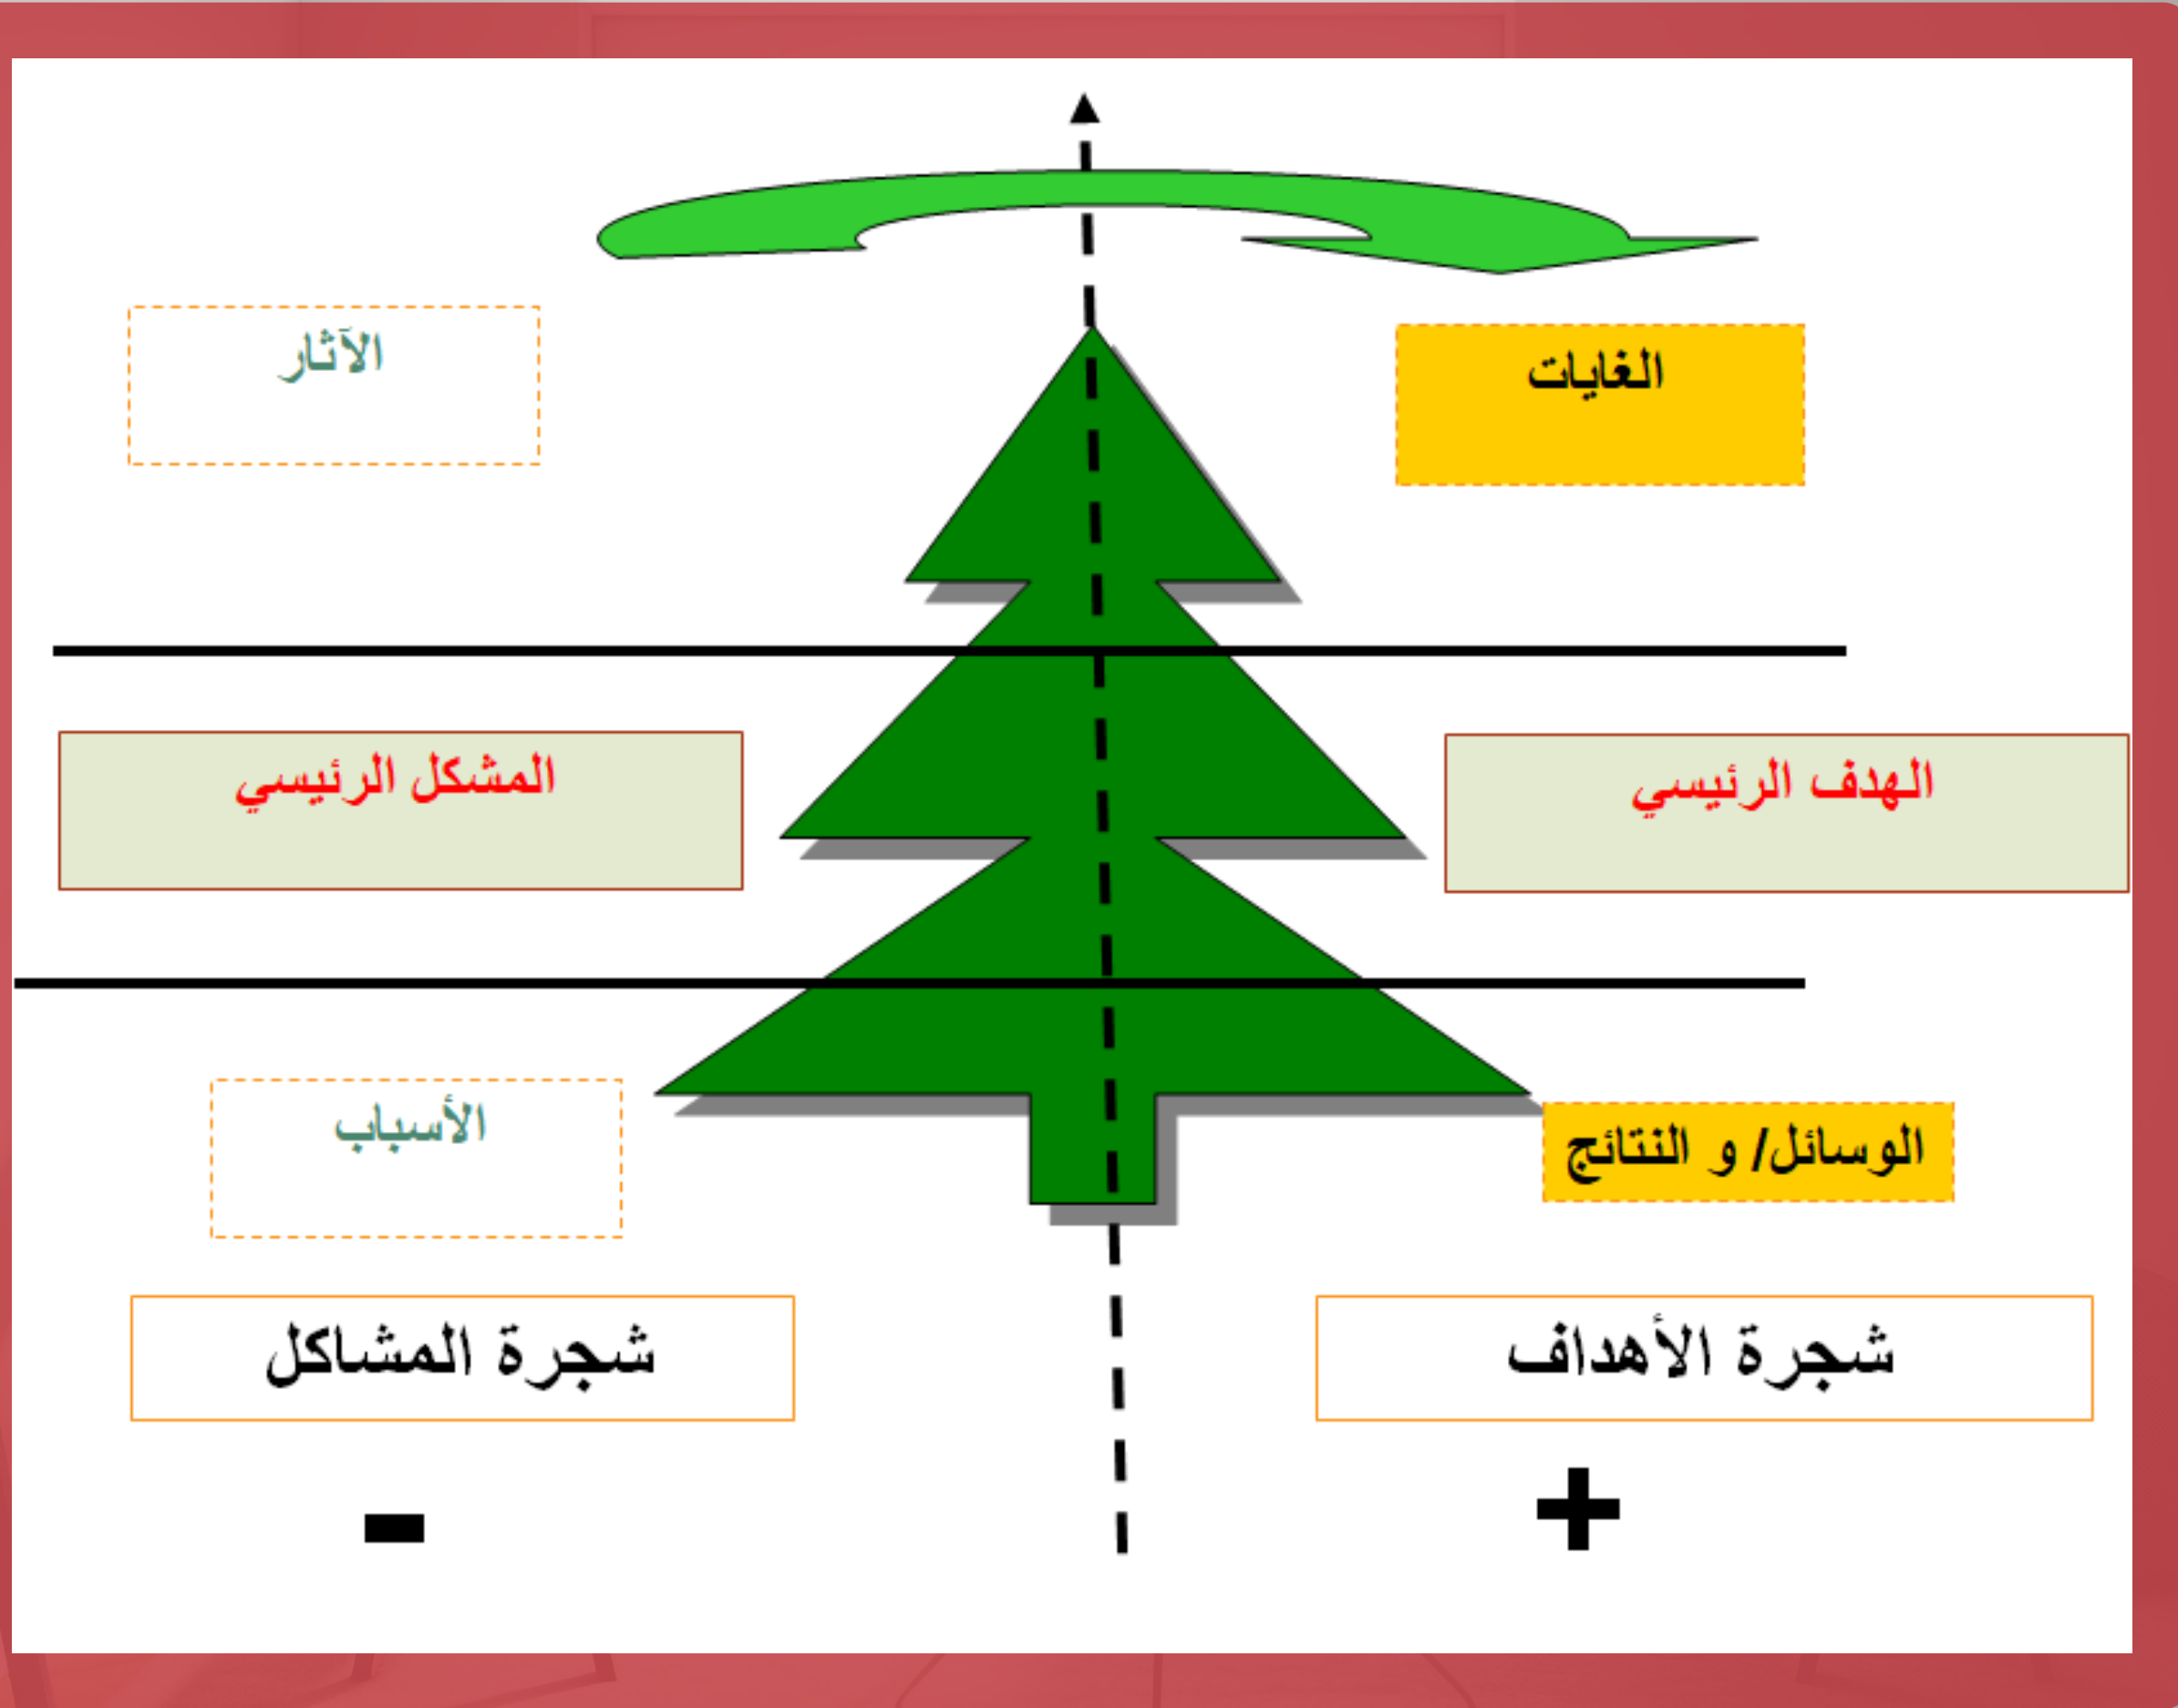 الغايات
الآثار
الهدف الرئيسي
المشكل الرئيسي
الوسائل/ و النتائج
الأسباب
شجرة الأهداف
شجرة المشاكل
+
-